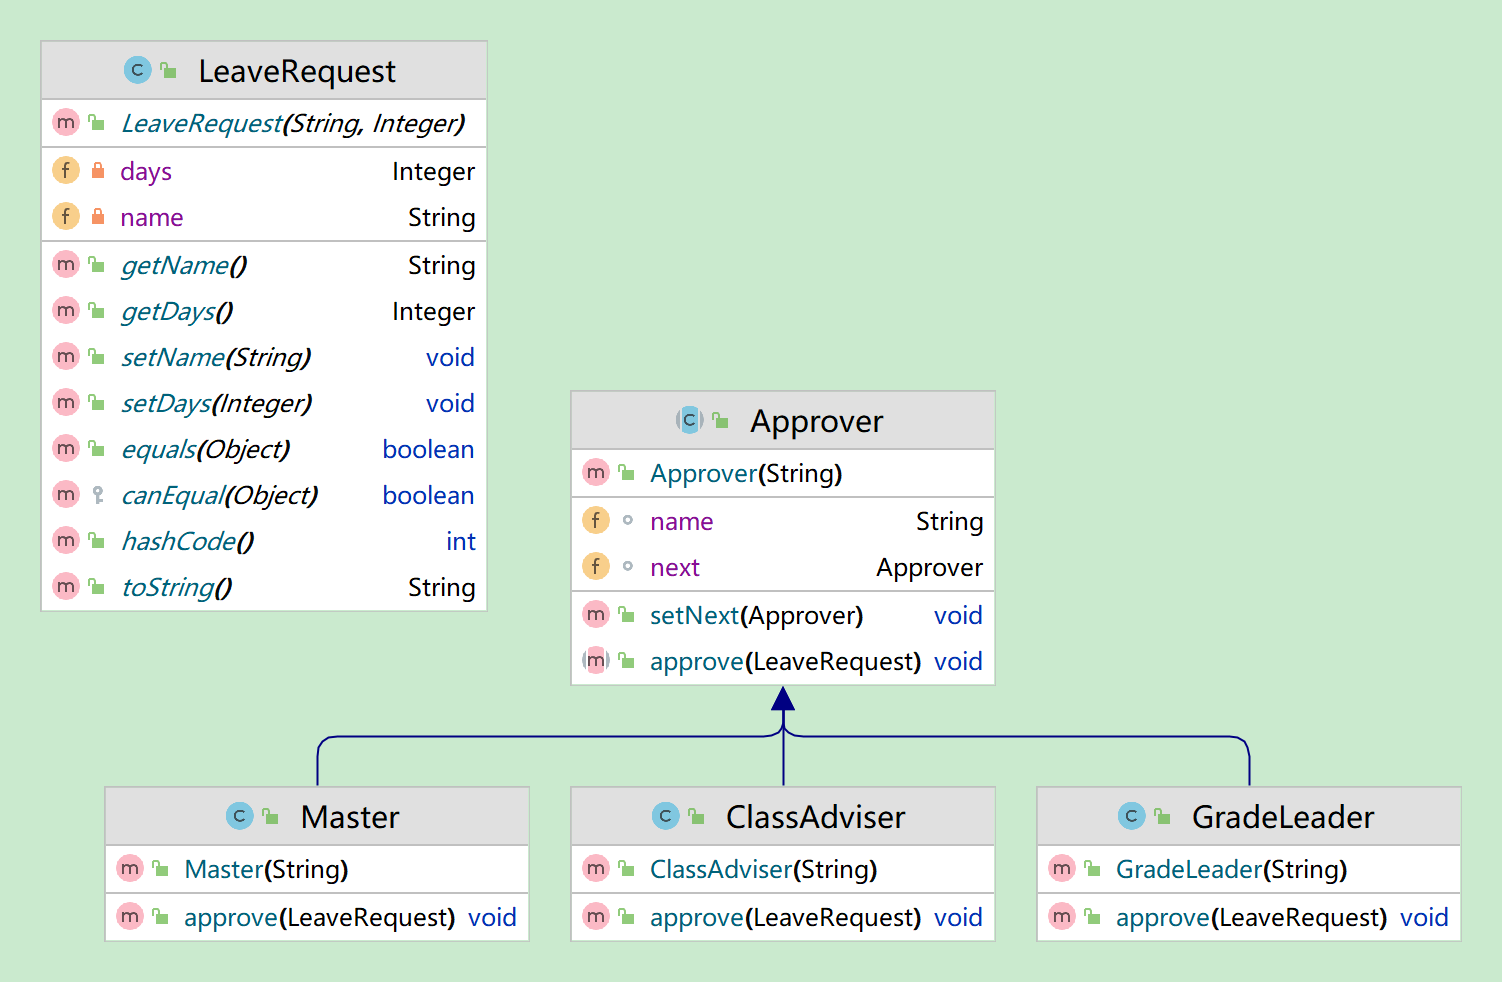 LeaveRequest
LeaveRequest(String, Integer)
days Integer
name String
getName() String
getDays() Integer
setName(String) void
setDays(Integer) void
equals(Object) boolean
canEqual(Object) boolean
hashCode() int
toString() String
Approver
Approver(String)
name String
next Approver
setNext(Approver) void
approve(LeaveRequest) void
Master
Master(String)
approve(LeaveRequest) void
ClassAdviser
ClassAdviser(String)
approve(LeaveRequest) void
GradeLeader
GradeLeader(String)
approve(LeaveRequest) void